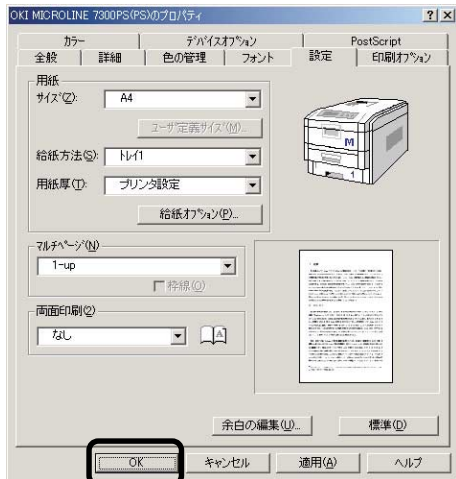 OKI MICROLINE 7300PS(PS)のプロパティ
カラー デバイスオプション PostScript
全般 詳細 色の管理 フォント 設定 印刷オプション
用紙
サイズ(Z): A4
ユーザ定義サイズ(M)...
給紙方法(S): トレイ1
用紙厚(T): プリンタ設定
給紙オプション(P)...
M
1
マルチページ(N)
1-up
枠線(O)
両面印刷(2)
なし
A
余白の編集(U)...
標準(D)
OK キャンセル 適用(A) ヘルプ